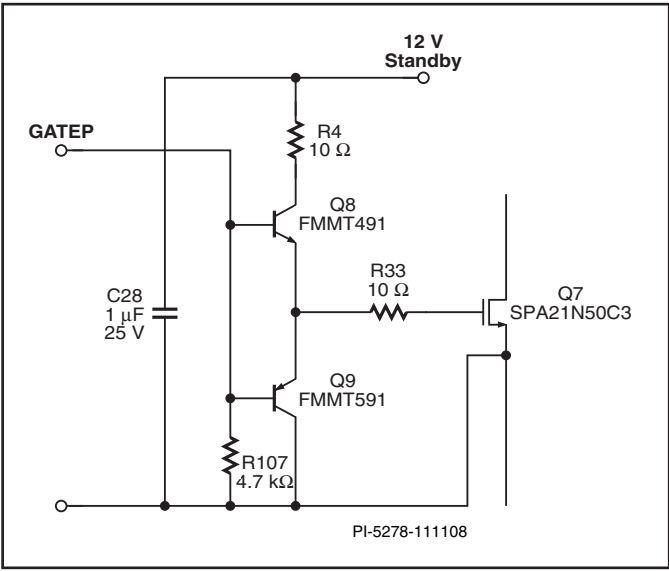 12 V
Standby
GATEP
R4
10 Ω
Q8
FMMT491
R33
10 Ω
Q7
SPA21N50C3
C28
1 μF
25 V
Q9
FMMT591
R107
4.7 kΩ
PI-5278-111108